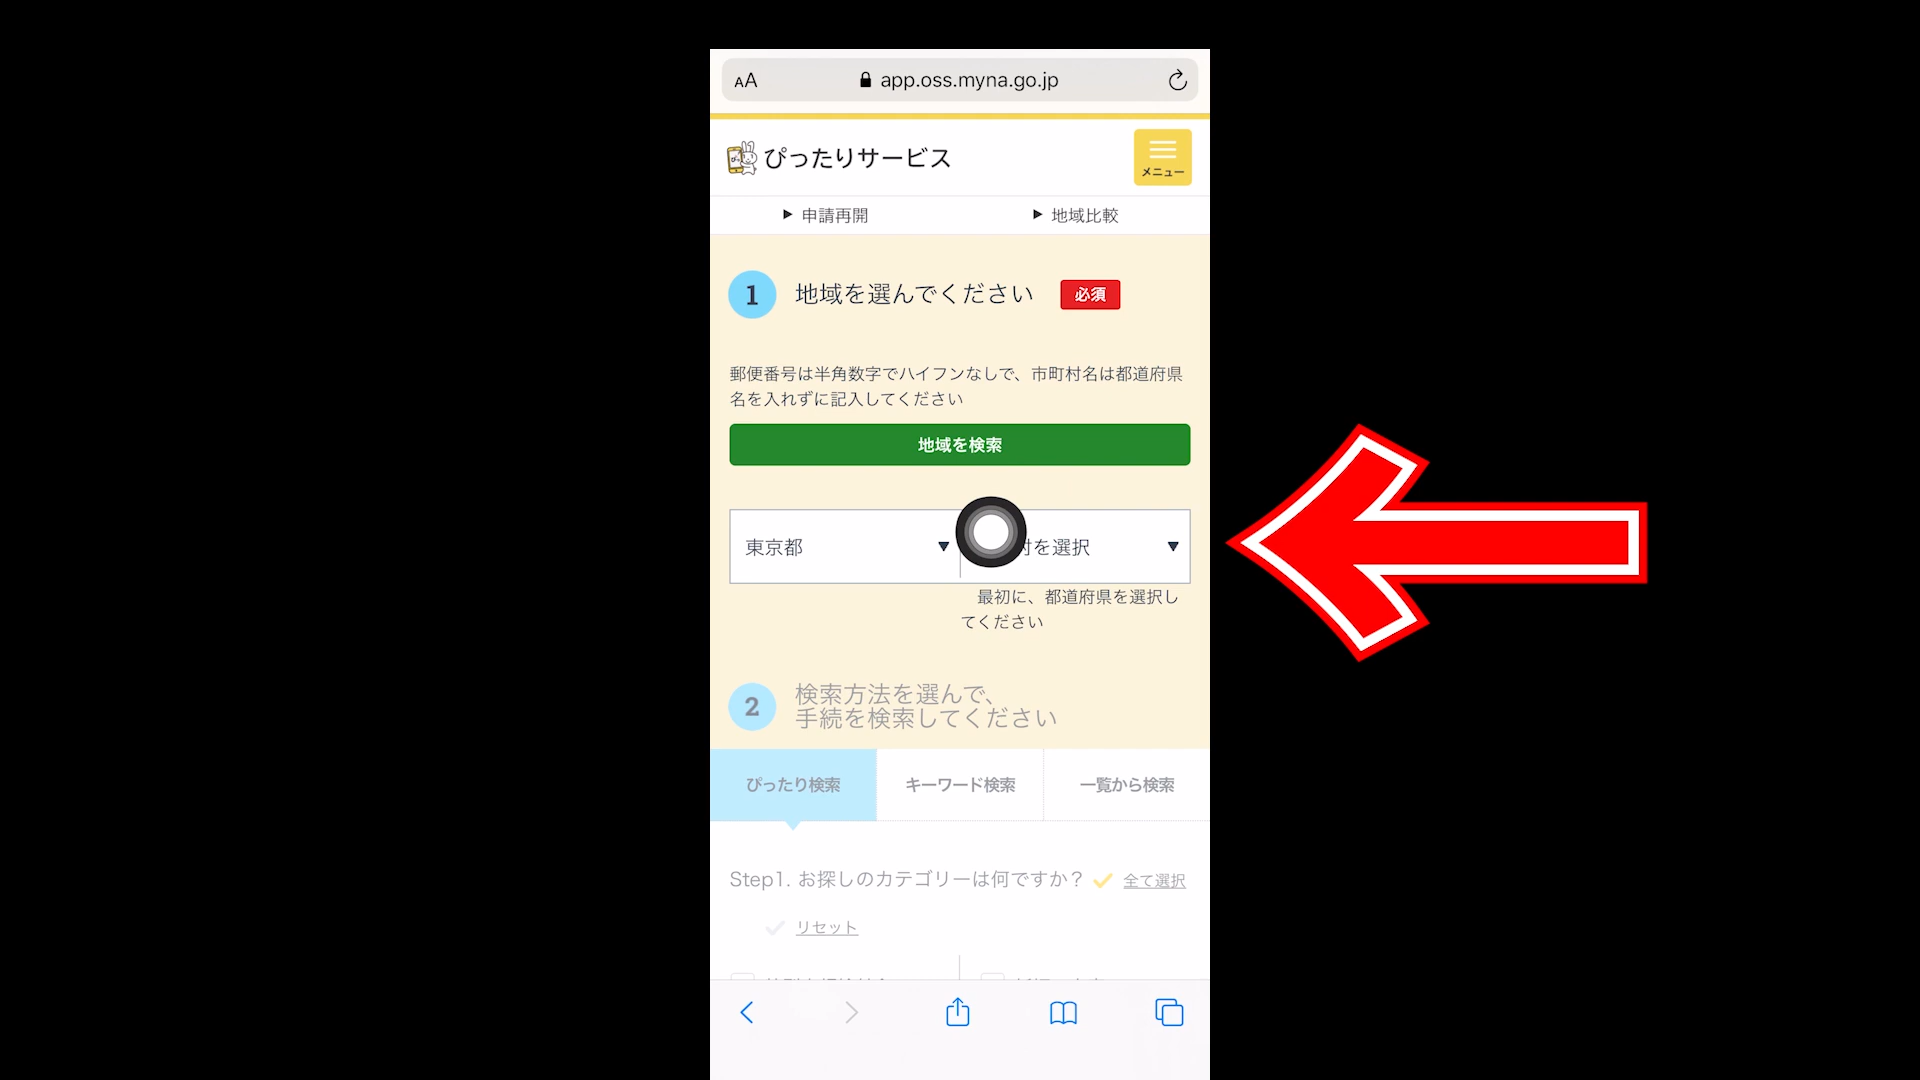 AA app.oss.myna.go.jp
ぴったりサービス
メニュー
▶ 申請再開 ▶ 地域比較
1 地域を選んでください 必須
郵便番号は半角数字でハイフンなしで、市町村名は都道府県
名を入れずに記入してください
地域を検索
東京都 ▼ を選択 ▼
最初に、都道府県を選択し
てください
2 検索方法を選んで、
手続を検索してください
ぴったり検索 キーワード検索 一覧から検索
Step1. お探しのカテゴリーは何ですか? 全て選択
リセット